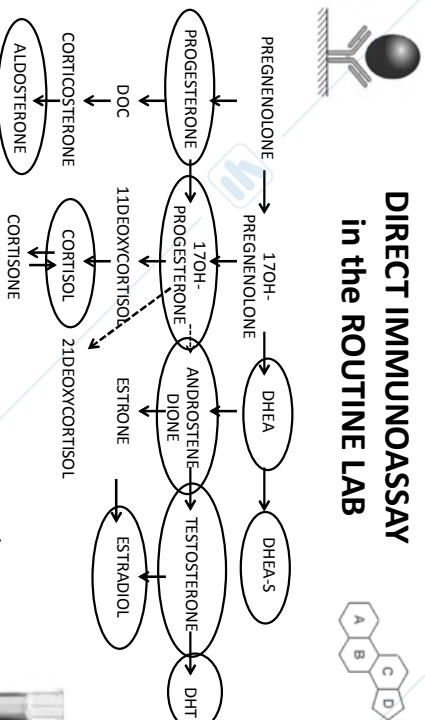 DIRECT IMMUNOASSAY
in the ROUTINE LAB
A
B
C
D
PREGNENOLONE
17OH-
PREGNENOLONE
DHEA
DHEA-S
PROGESTERONE
17OH-
PROGESTERONE
ANDROSTENE
DIONE
TESTOSTERONE
DHT
DOC
11DEOXYCORTISOL
ESTRONE
ESTRADIOL
CORTICOSTERONE
CORTISOL
21DEOXYCORTISOL
ALDOSTERONE
CORTISONE